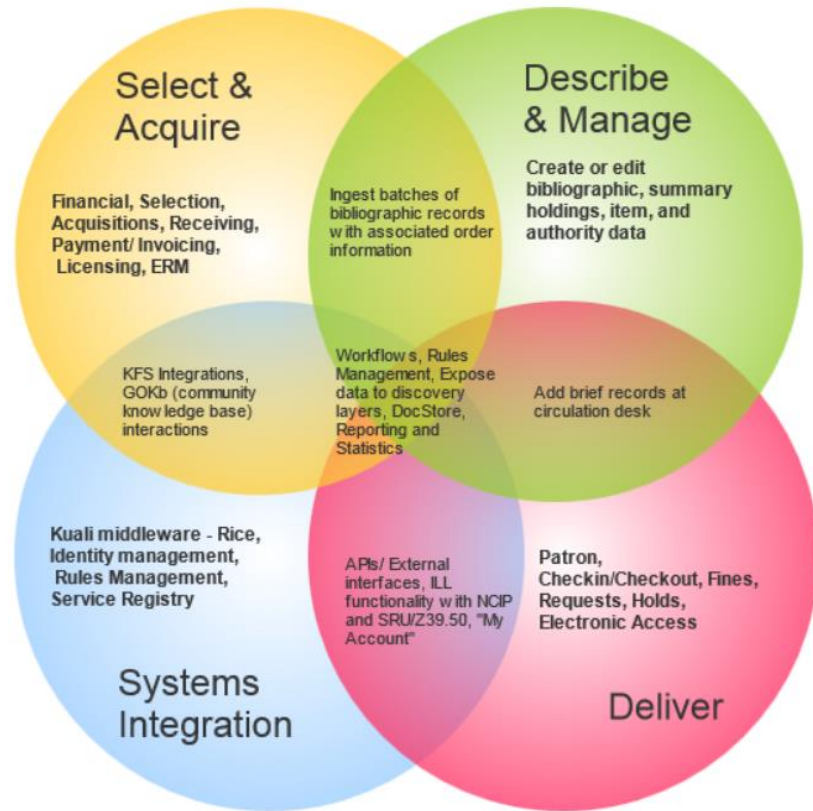 Select &
Acquire
Describe
& Manage
Financial, Selection,
Acquisitions, Receiving,
Payment/ Invoicing,
Licensing, ERM
Ingest batches of
bibliographic records
with associated order
information
Create or edit
bibliographic, summary
holdings, item, and
authority data
KFS Integrations,
GOKb (community
knowledge base)
interactions
Workflows, Rules
Management, Expose
data to discovery
layers, DocStore,
Reporting and
Statistics
Add brief records at
circulation desk
Kuali middleware - Rice,
Identity management,
Rules Management,
Service Registry
APIs/ External
interfaces, ILL
functionality with NCIP
and SRU/Z39.50, "My
Account"
Patron,
Checkin/Checkout, Fines,
Requests, Holds,
Electronic Access
Systems
Integration
Deliver